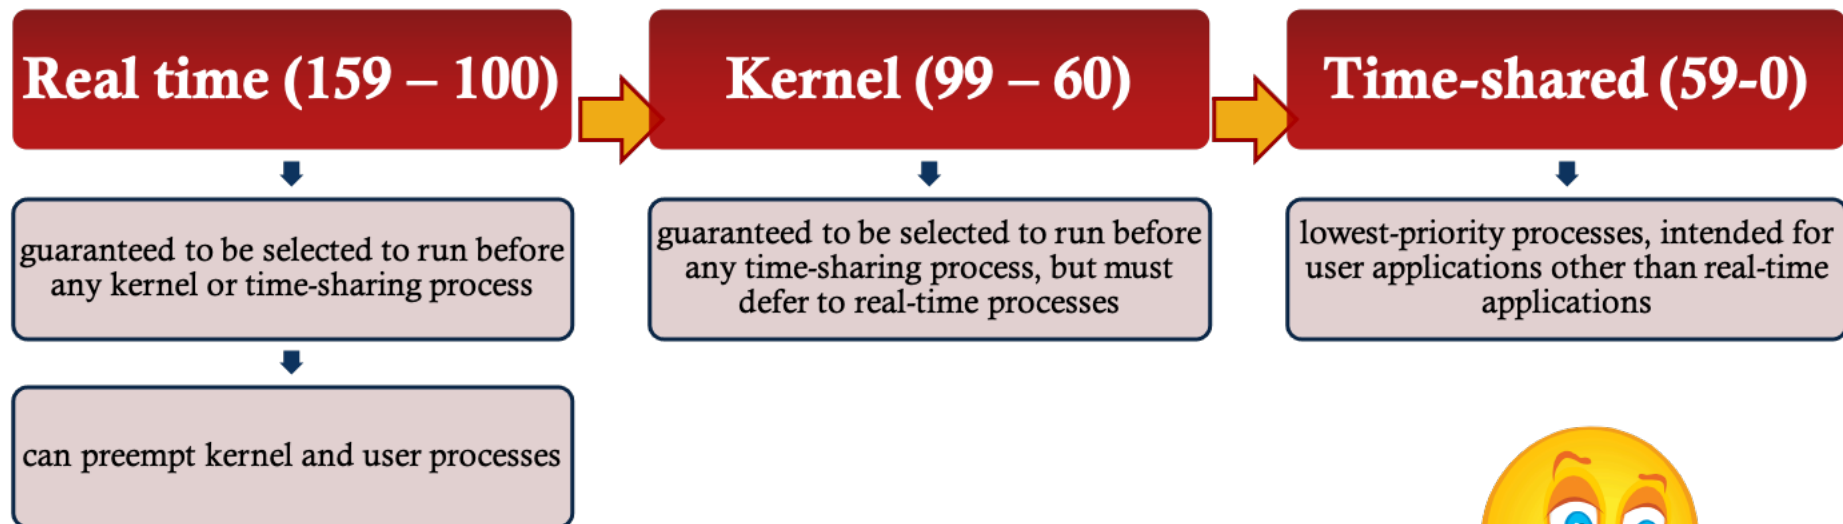 Real time (159 – 100)
guaranteed to be selected to run before
any kernel or time-sharing process
can preempt kernel and user processes
Kernel (99 – 60)
guaranteed to be selected to run before
any time-sharing process, but must
defer to real-time processes
Time-shared (59-0)
lowest-priority processes, intended for
user applications other than real-time
applications